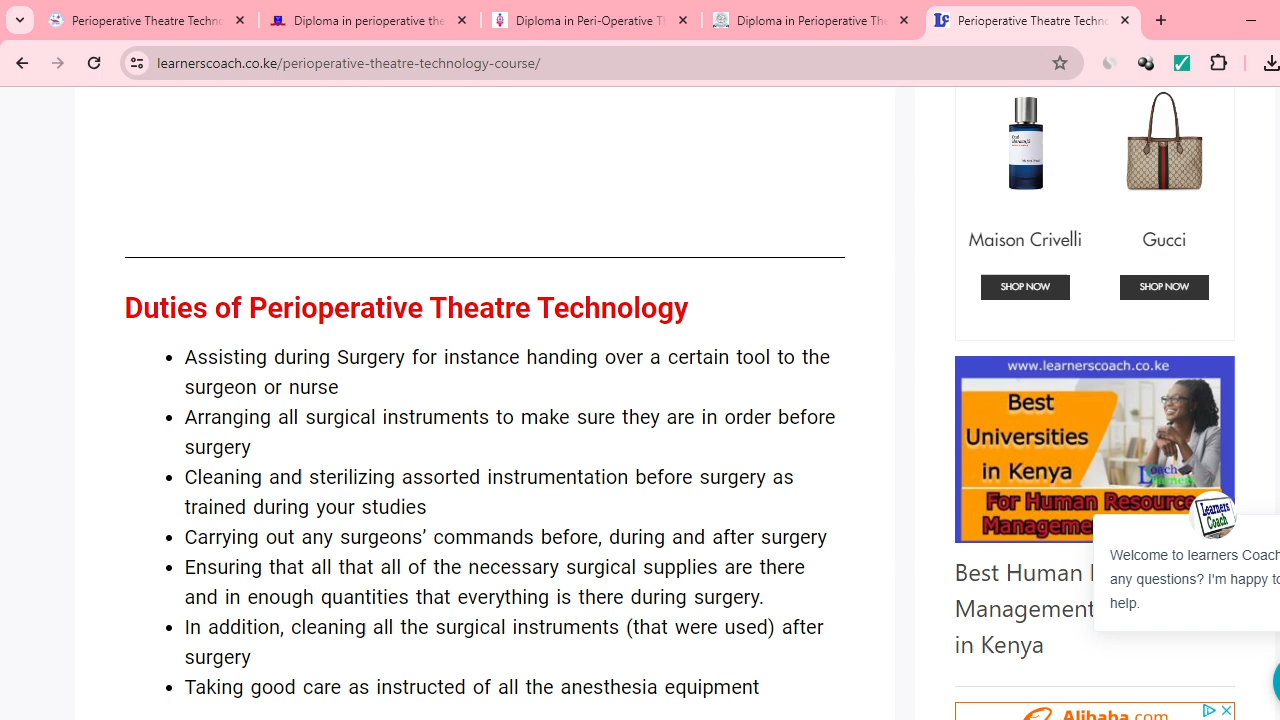 Perioperative Theatre Techno
Diploma in perioperative the
Diploma in Peri-Operative T
Diploma in Perioperative The
Perioperative Theatre Techno
learnerscoach.co.ke/perioperative-theatre-technology-course/
Maison Crivelli
Gucci
SHOP NOW
SHOP NOW
Duties of Perioperative Theatre Technology
Assisting during Surgery for instance handing over a certain tool to the
surgeon or nurse
Arranging all surgical instruments to make sure they are in order before
surgery
Cleaning and sterilizing assorted instrumentation before surgery as
trained during your studies
Carrying out any surgeons’ commands before, during and after surgery
Ensuring that all that all of the necessary surgical supplies are there
and in enough quantities that everything is there during surgery.
In addition, cleaning all the surgical instruments (that were used) after
surgery
Taking good care as instructed of all the anesthesia equipment
www.learnerscoach.co.ke
Best
Universities
in Kenya
Coach
Learners
For Human Resource
Manageme
Learners
Coach
Welcome to learners Coach
any questions? I'm happy to
help.
Best Human
Management
in Kenya
Alibaba.com